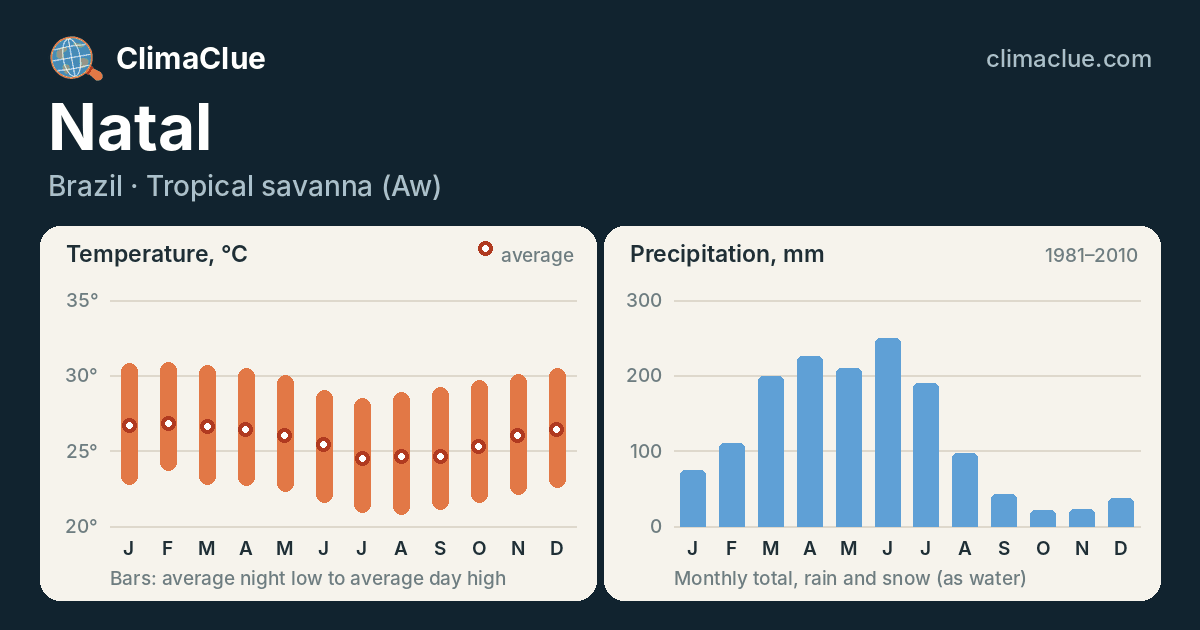 ClimaClue
climaclue.com
Natal
Brazil · Tropical savanna (Aw)
Temperature, °C
average
35°
30°
25°
20°
J F M A M J J A S O N D
Bars: average night low to average day high
Precipitation, mm
1981–2010
300
200
100
0
J F M A M J J A S O N D
Monthly total, rain and snow (as water)